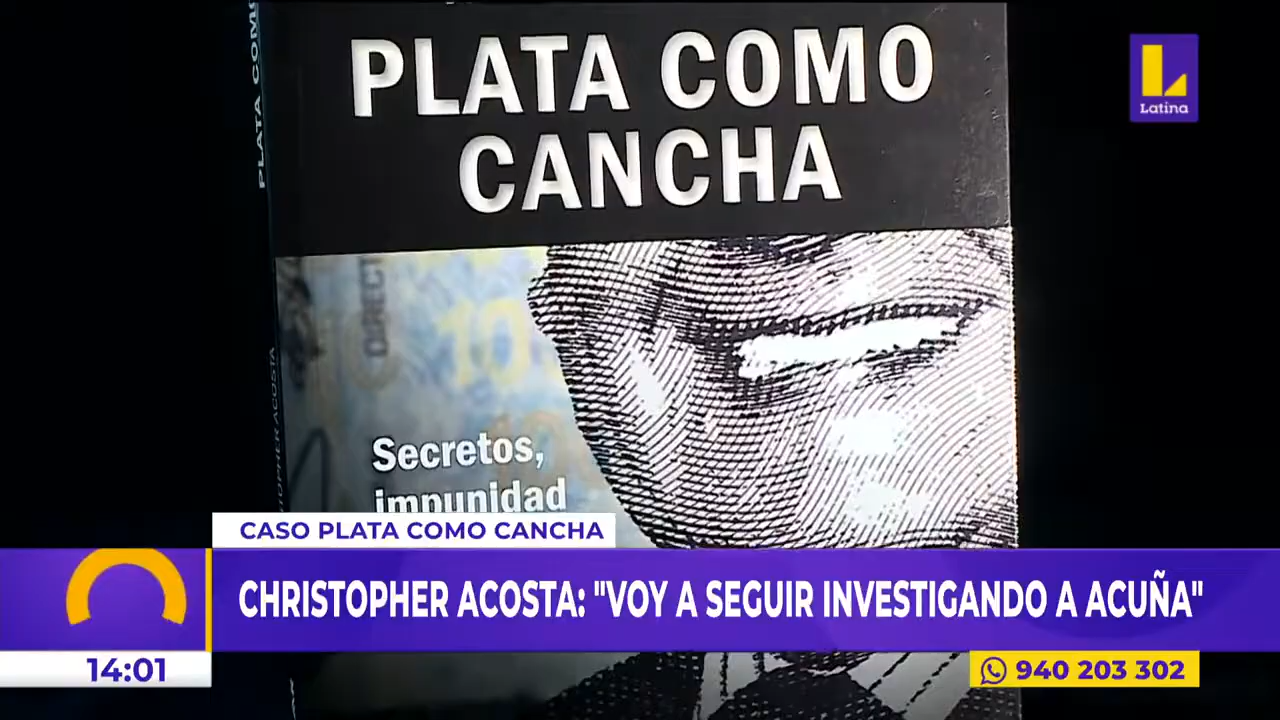 PLATA COMO
CANCHA
Latina
Secretos,
impunidad
CASO PLATA COMO CANCHA
CHRISTOPHER ACOSTA: "VOY A SEGUIR INVESTIGANDO A ACUÑA"
14:01
940 203 302